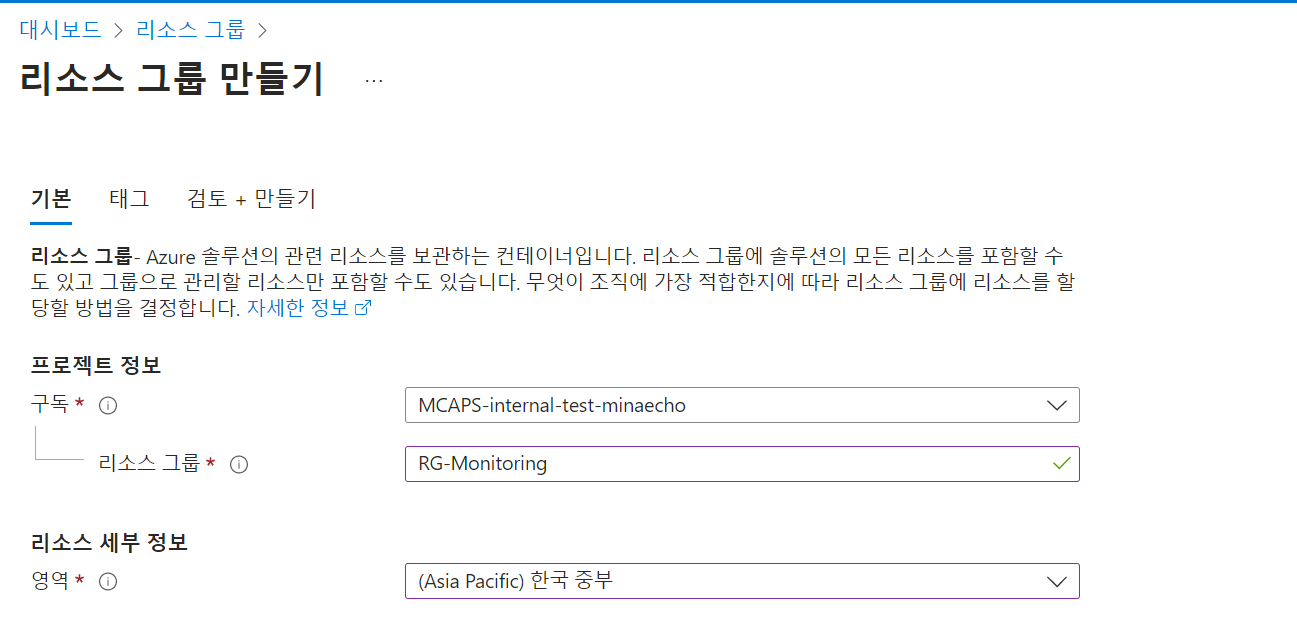 대시보드 > 리소스 그룹 >
리소스 그룹 만들기 ...
기본 태그 검토 + 만들기
리소스 그룹- Azure 솔루션의 관련 리소스를 보관하는 컨테이너입니다. 리소스 그룹에 솔루션의 모든 리소스를 포함할 수
도 있고 그룹으로 관리할 리소스만 포함할 수도 있습니다. 무엇이 조직에 가장 적합한지에 따라 리소스 그룹에 리소스를 할
당할 방법을 결정합니다. 자세한 정보
프로젝트 정보
구독 * MCAPS-internal-test-minaecho
리소스 그룹 * RG-Monitoring
리소스 세부 정보
영역 * (Asia Pacific) 한국 중부